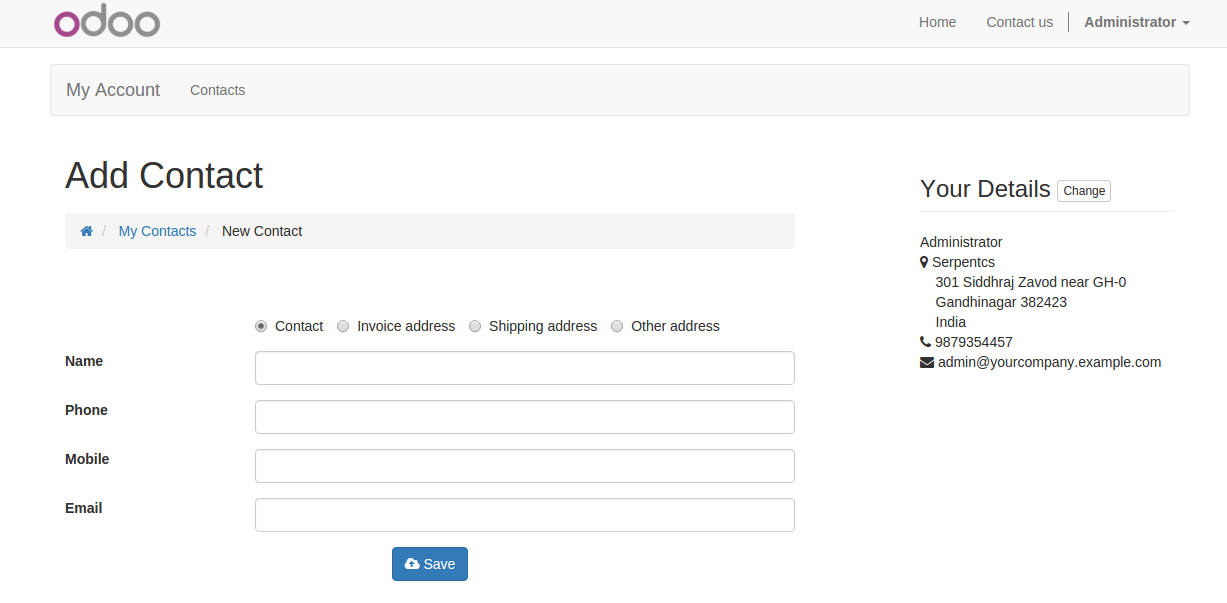 odoo
Home Contact us Administrator
My Account Contacts
Add Contact
/ My Contacts / New Contact
Contact Invoice address Shipping address Other address
Name
Phone
Mobile
Email
Save
Your Details Change
Administrator
Serpentcs
301 Siddhraj Zavod near GH-0
Gandhinagar 382423
India
9879354457
admin@yourcompany.example.com